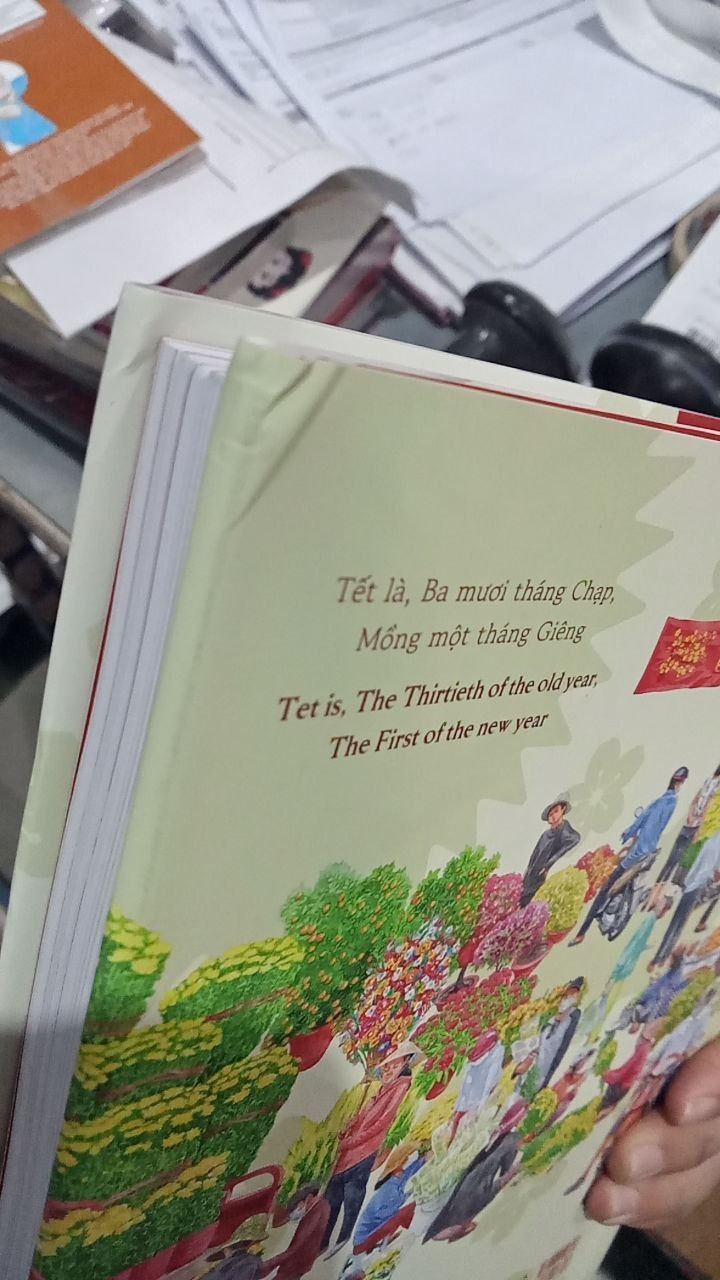 Tết là, Ba mươi tháng Chạp,
Mồng một tháng Giêng
Tet is, The Thirtieth of the old year,
The First of the new year